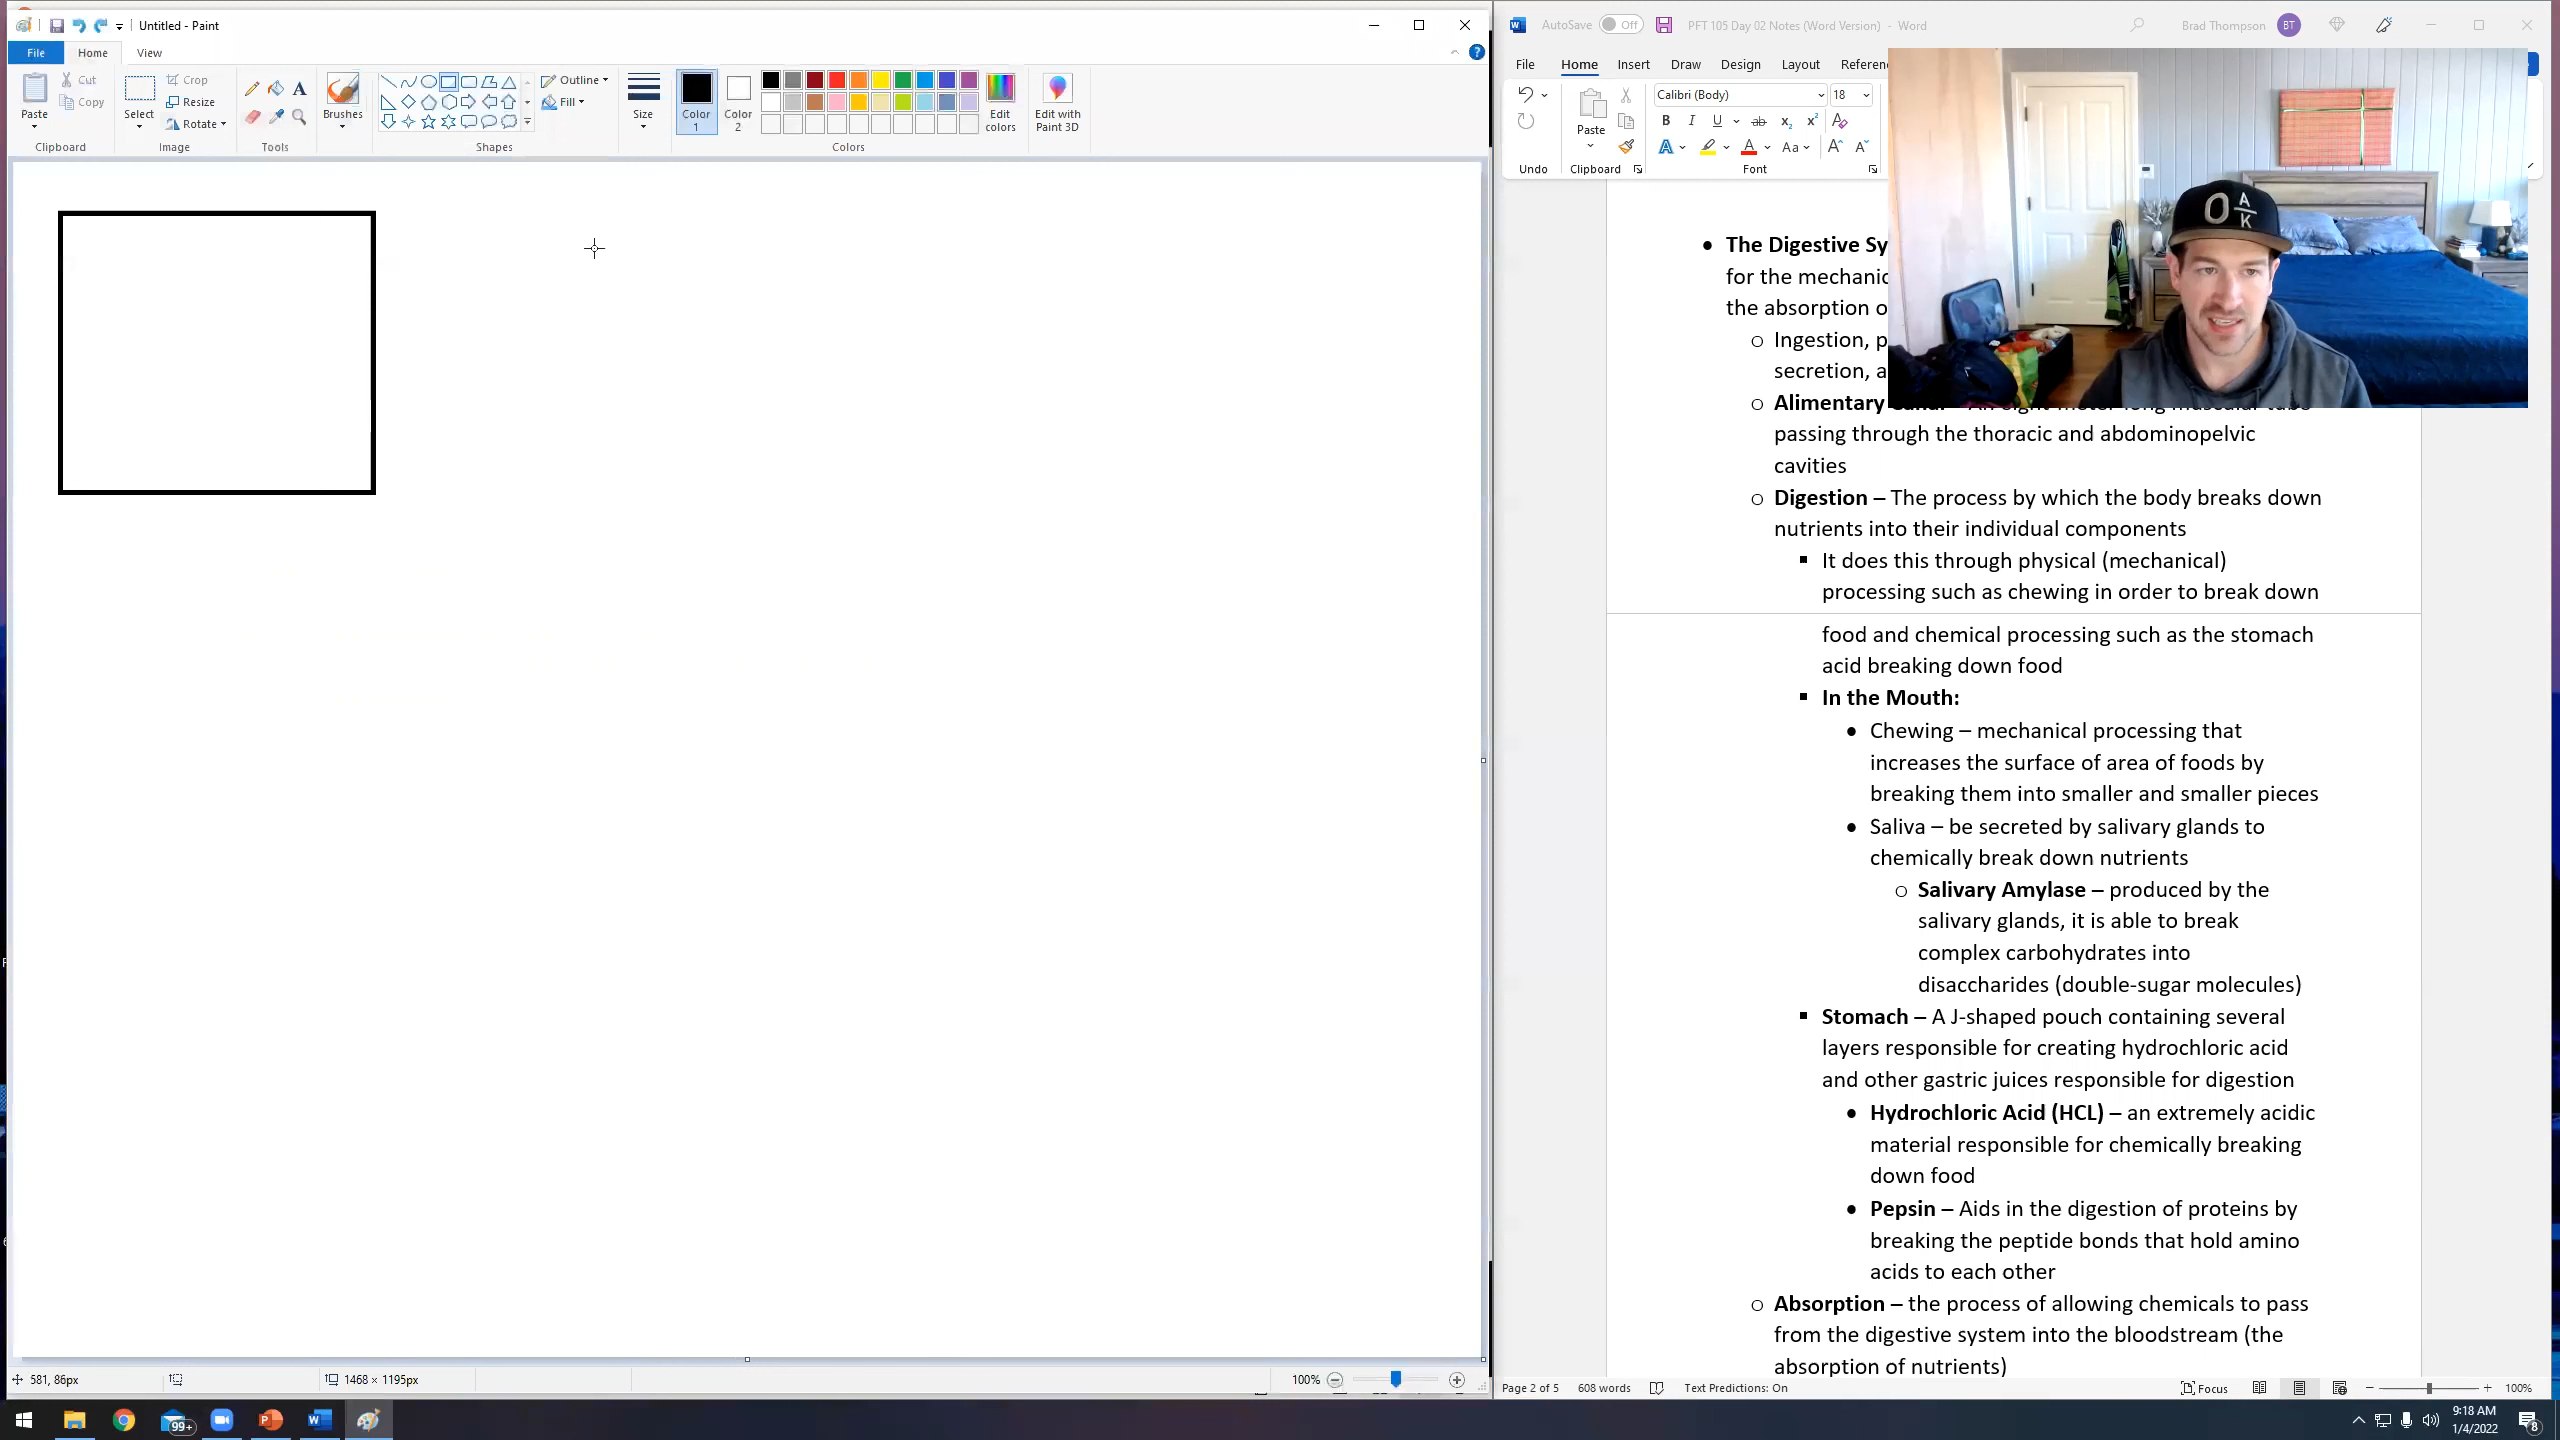 Untitled - Paint
File
Home
View
Paste
Cut
Copy
Clipboard
Select
Crop
Resize
Rotate
Image
A
Tools
Brushes
Outline
Fill
Shapes
Size
Color 1
Color 2
Edit colors
Edit with Paint 3D
Colors
581, 86px
1468 × 1195px
100%
AutoSave
Off
PFT 105 Day 02 Notes (Word Version) - Word
Brad Thompson
BT
File
Home
Insert
Draw
Design
Layout
Referen
Paste
Calibri (Body)
18
B I U ab x₂ x²
A A Aa A A
Undo
Clipboard
Font
O A/K
The Digestive Sy
for the mechanic
the absorption o
Ingestion, p
secretion, a
Alimentary
passing through the thoracic and abdominopelvic
cavities
Digestion – The process by which the body breaks down
nutrients into their individual components
It does this through physical (mechanical)
processing such as chewing in order to break down
food and chemical processing such as the stomach
acid breaking down food
In the Mouth:
Chewing – mechanical processing that
increases the surface of area of foods by
breaking them into smaller and smaller pieces
Saliva – be secreted by salivary glands to
chemically break down nutrients
Salivary Amylase – produced by the
salivary glands, it is able to break
complex carbohydrates into
disaccharides (double-sugar molecules)
Stomach – A J-shaped pouch containing several
layers responsible for creating hydrochloric acid
and other gastric juices responsible for digestion
Hydrochloric Acid (HCL) – an extremely acidic
material responsible for chemically breaking
down food
Pepsin – Aids in the digestion of proteins by
breaking the peptide bonds that hold amino
acids to each other
Absorption – the process of allowing chemicals to pass
from the digestive system into the bloodstream (the
absorption of nutrients)
Page 2 of 5
608 words
Text Predictions: On
Focus
100%
99+
9:18 AM
1/4/2022
8